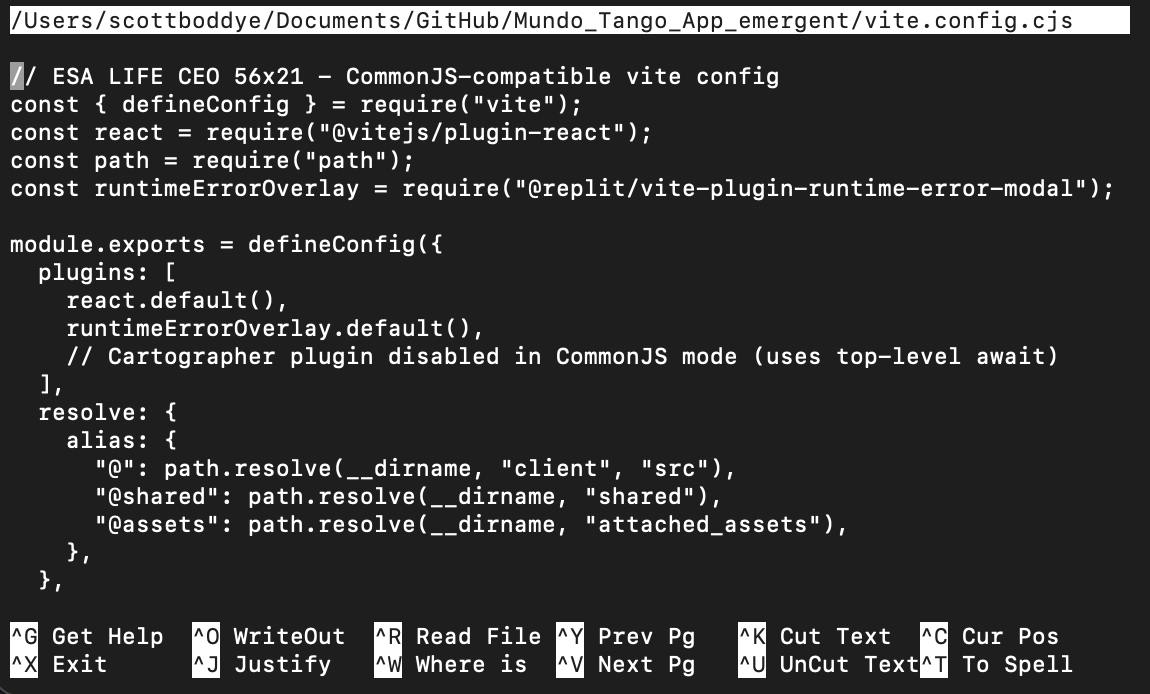 /Users/scottboddye/Documents/GitHub/Mundo_Tango_App_emergent/vite.config.cjs
// ESA LIFE CEO 56x21 – CommonJS-compatible vite config
const { defineConfig } = require("vite");
const react = require("@vitejs/plugin-react");
const path = require("path");
const runtimeErrorOverlay = require("@replit/vite-plugin-runtime-error-modal");
module.exports = defineConfig({
  plugins: [
    react.default(),
    runtimeErrorOverlay.default(),
    // Cartographer plugin disabled in CommonJS mode (uses top-level await)
  ],
  resolve: {
    alias: {
      "@": path.resolve(__dirname, "client", "src"),
      "@shared": path.resolve(__dirname, "shared"),
      "@assets": path.resolve(__dirname, "attached_assets"),
    },
  },
^G Get Help  ^O WriteOut  ^R Read File ^Y Prev Pg   ^K Cut Text  ^C Cur Pos
^X Exit      ^J Justify   ^W Where is  ^V Next Pg   ^U UnCut Text^T To Spell